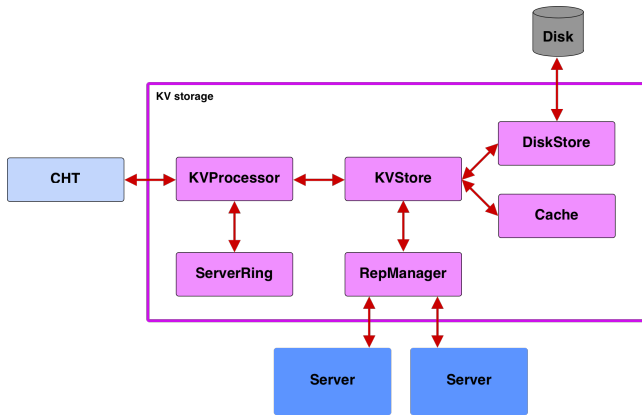 Disk
KV storage
DiskStore
CHT
KVProcessor
KVStore
Cache
ServerRing
RepManager
Server
Server